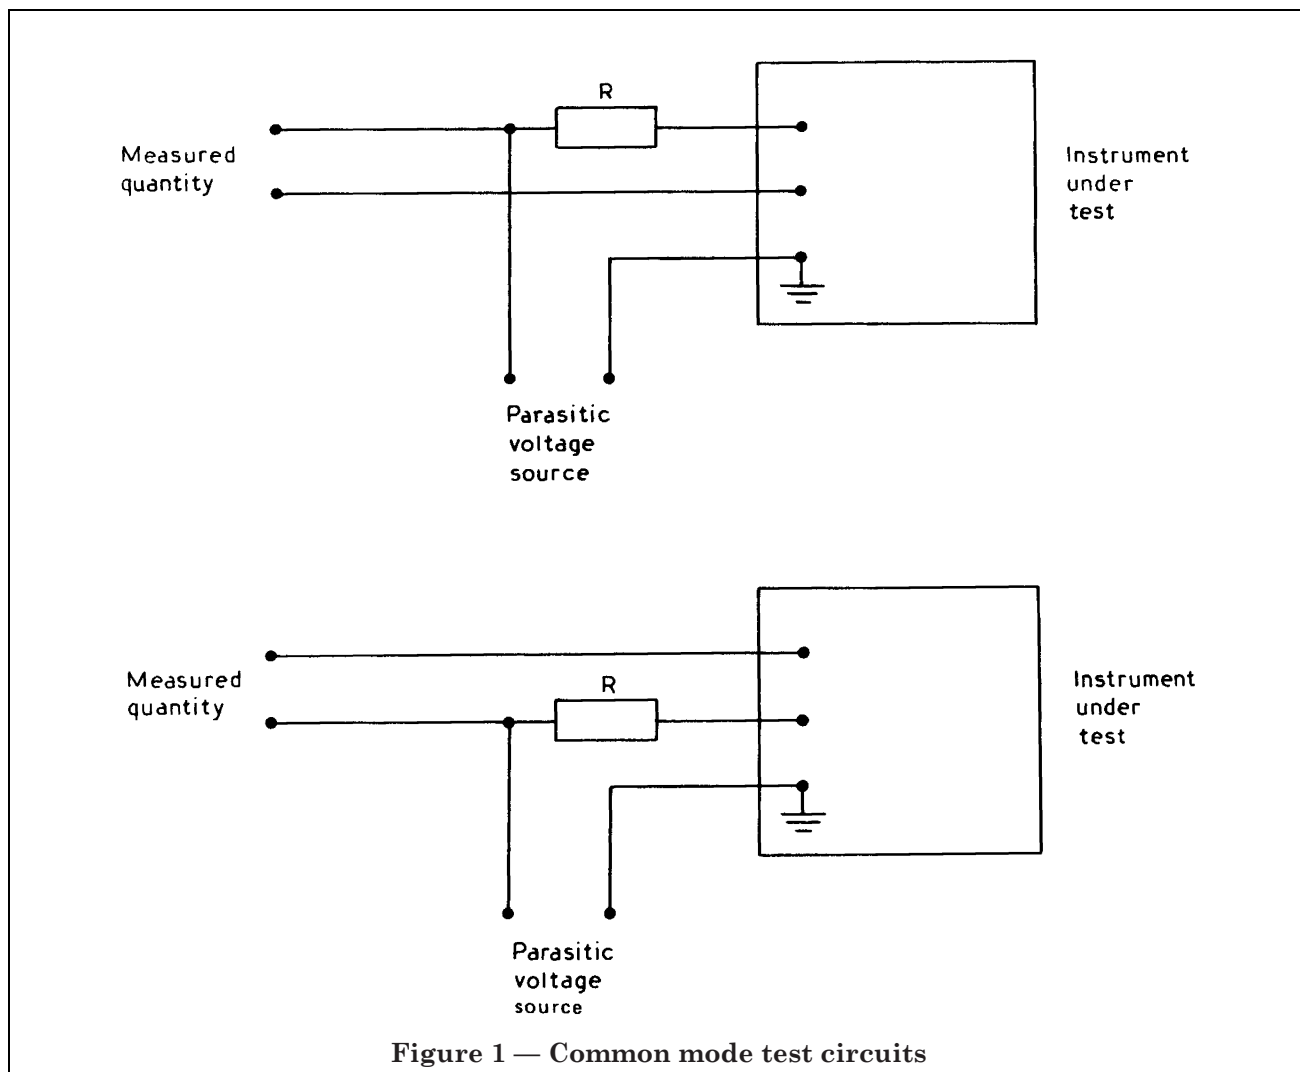 R
Measured
quantity
Instrument
under
test
Parasitic
voltage
source
Measured
quantity
R
Instrument
under
test
Parasitic
voltage
source
Figure 1 — Common mode test circuits